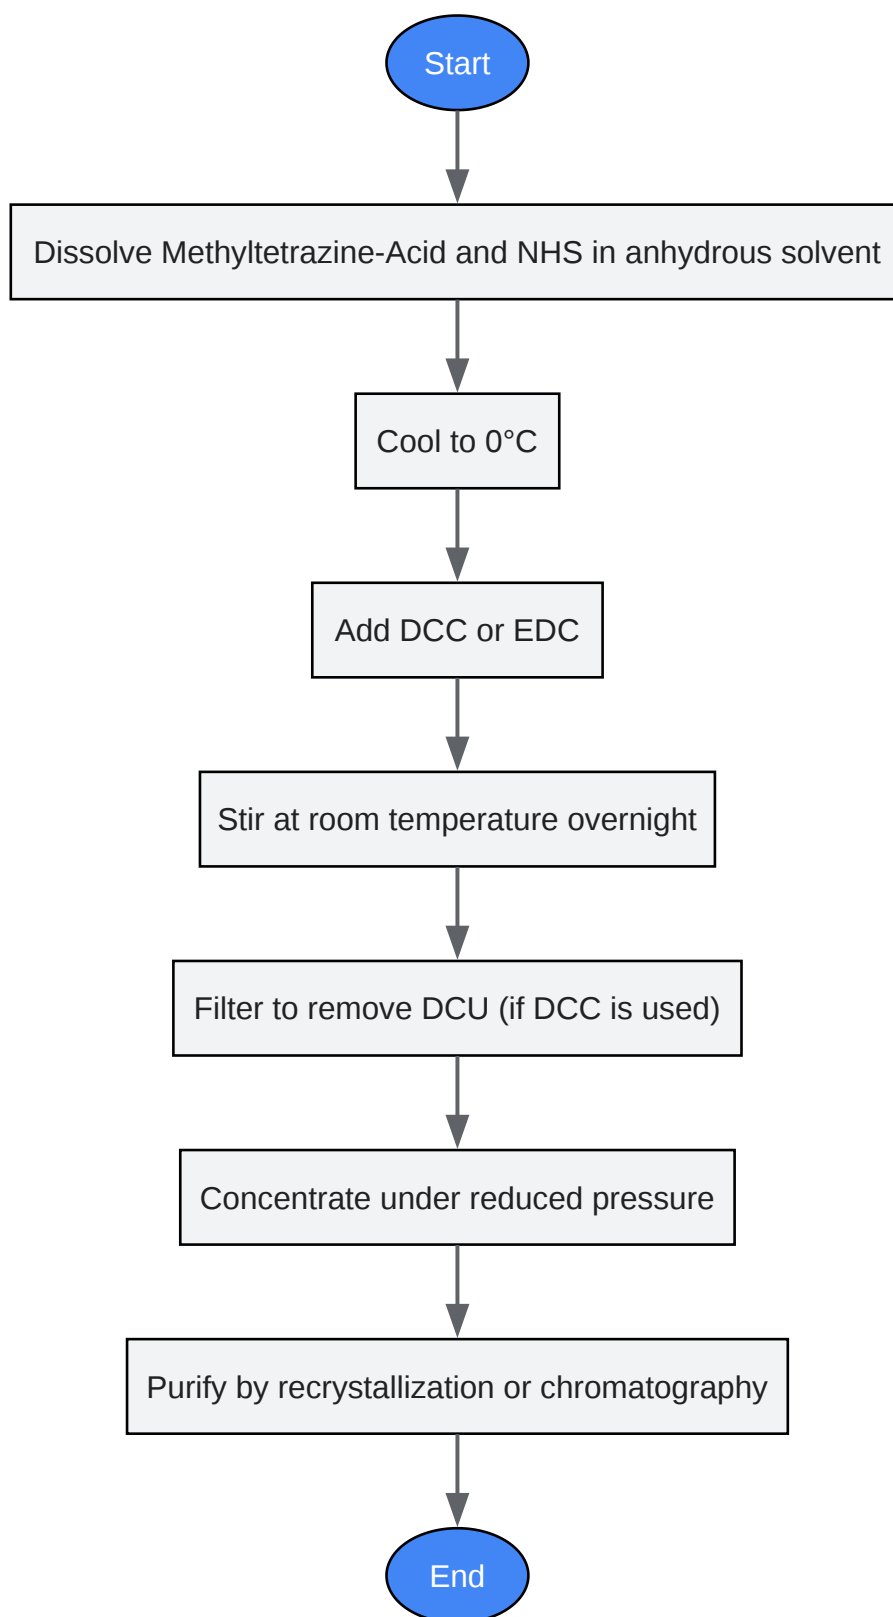 Start
Dissolve Methyltetrazine-Acid and NHS in anhydrous solvent
Cool to 0°C
Add DCC or EDC
Stir at room temperature overnight
Filter to remove DCU (if DCC is used)
Concentrate under reduced pressure
Purify by recrystallization or chromatography
End